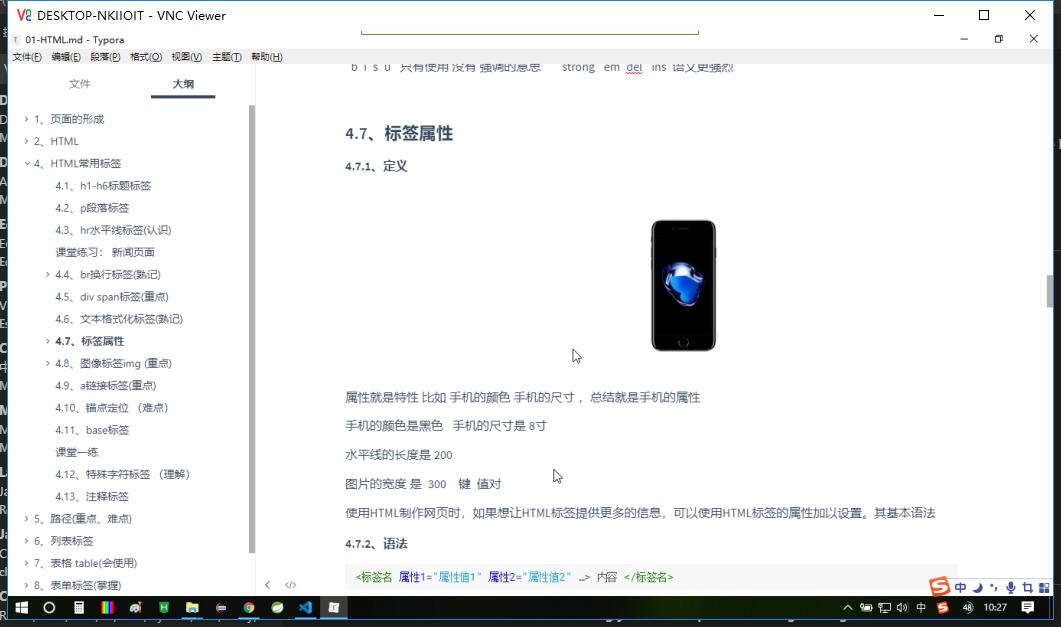 DESKTOP-NKIIOIT - VNC Viewer
01-HTML.md - Typora
文件(F) 编辑(E) 段落(P) 格式(O) 视图(V) 主题(T) 帮助(H)
文件 大纲
1、页面的形成
2、HTML
4、HTML常用标签
4.1、h1-h6标题标签
4.2、p段落标签
4.3、hr水平线标签(认识)
课堂练习： 新闻页面
4.4、br换行标签(熟记)
4.5、div span标签(重点)
4.6、文本格式化标签(熟记)
4.7、标签属性
4.8、图像标签img (重点)
4.9、a链接标签(重点)
4.10、锚点定位 （难点）
4.11、base标签
课堂一练
4.12、特殊字符标签 （理解）
4.13、注释标签
5、路径(重点、难点)
6、列表标签
7、表格 table(会使用)
8、表单标签(掌握)
b i s u 只有使用 没有 强调的意思 strong em del ins 语义更强烈
4.7、标签属性
4.7.1、定义
属性就是特性 比如 手机的颜色 手机的尺寸 ，总结就是手机的属性
手机的颜色是黑色 手机的尺寸是 8寸
水平线的长度是 200
图片的宽度 是 300 键 值对
使用HTML制作网页时，如果想让HTML标签提供更多的信息，可以使用HTML标签的属性加以设置。其基本语法
4.7.2、语法
<标签名 属性1="属性值1" 属性2="属性值2" …> 内容 </标签名>
中
中 48 10:27